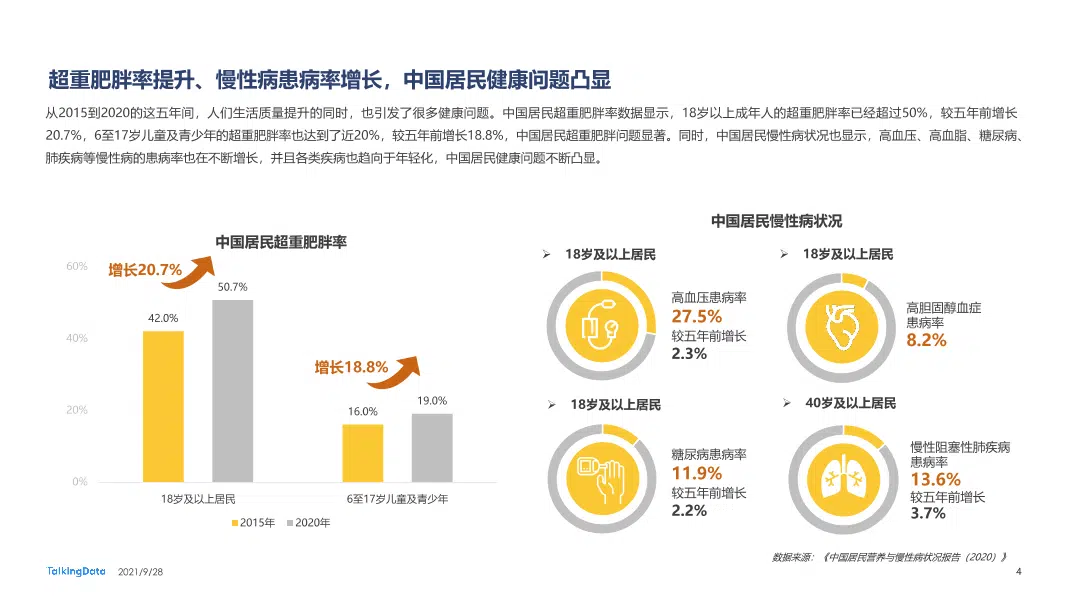 超重肥胖率提升、慢性病患病率增长，中国居民健康问题凸显
从2015到2020的这五年间，人们生活质量提升的同时，也引发了很多健康问题。中国居民超重肥胖率数据显示，18岁以上成年人的超重肥胖率已经超过50%，较五年前增长
20.7%，6至17岁儿童及青少年的超重肥胖率也达到了近20%，较五年前增长18.8%，中国居民超重肥胖问题显著。同时，中国居民慢性病状况也显示，高血压、高血脂、糖尿病、
肺疾病等慢性病的患病率也在不断增长，并且各类疾病也趋向于年轻化，中国居民健康问题不断凸显。
中国居民超重肥胖率
60%
40%
20%
0%
增长20.7%
42.0%
50.7%
增长18.8%
16.0%
19.0%
18岁及以上居民
6至17岁儿童及青少年
2015年
2020年
中国居民慢性病状况
➢ 18岁及以上居民
高血压患病率
27.5%
较五年前增长
2.3%
➢ 18岁及以上居民
高胆固醇血症
患病率
8.2%
➢ 18岁及以上居民
糖尿病患病率
11.9%
较五年前增长
2.2%
➢ 40岁及以上居民
慢性阻塞性肺疾病
患病率
13.6%
较五年前增长
3.7%
数据来源：《中国居民营养与慢性病状况报告（2020）》
TalkingData 2021/9/28
4